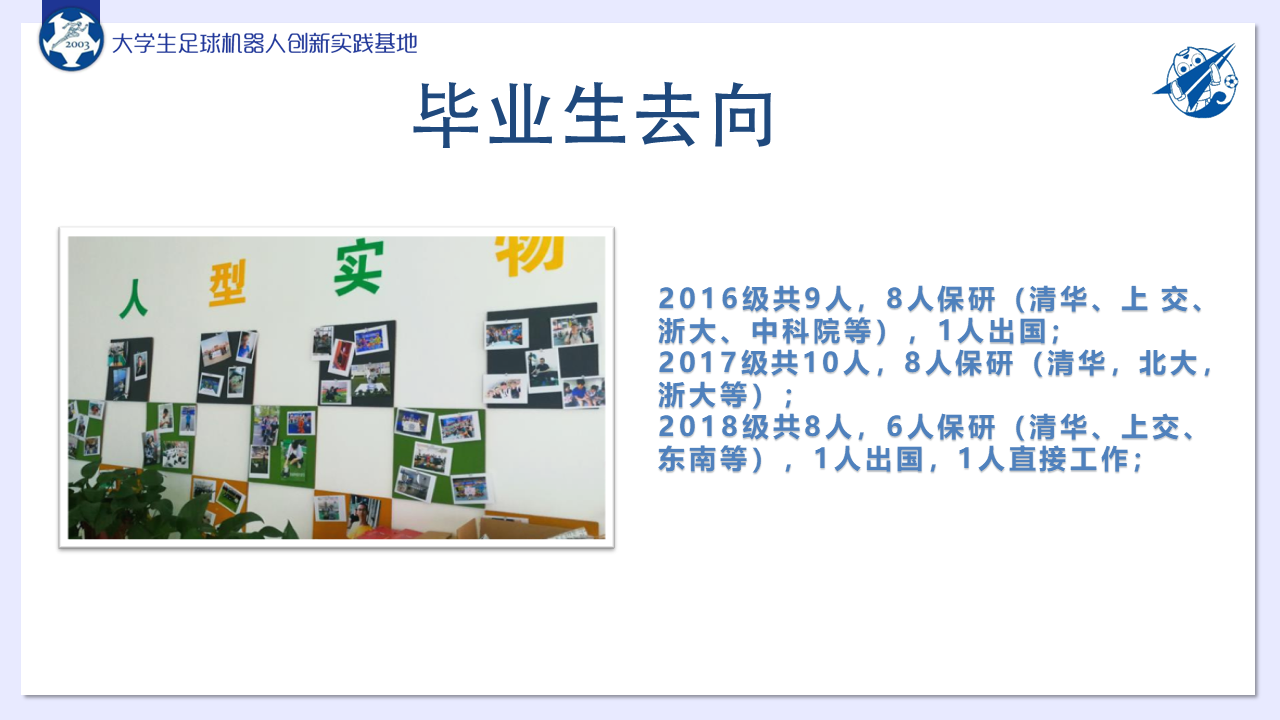 2003
大学生足球机器人创新实践基地
毕业生去向
人型实物
2016级共9人，8人保研（清华、上 交、
浙大、中科院等），1人出国；
2017级共10人，8人保研（清华，北大，
浙大等）；
2018级共8人，6人保研（清华、上交、
东南等），1人出国，1人直接工作；